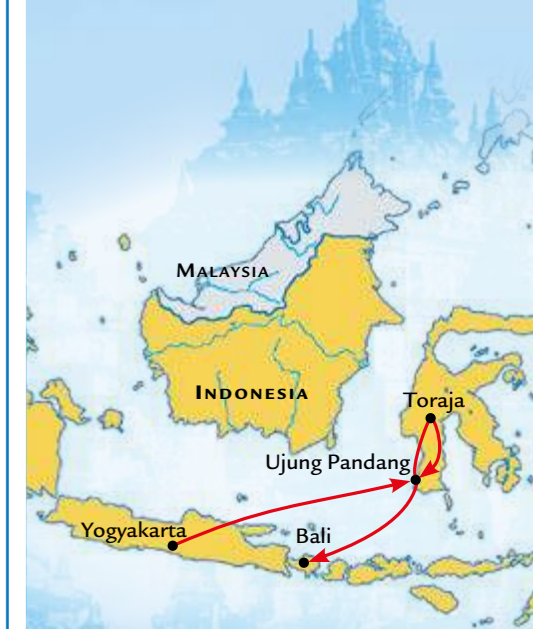 MALAYSIA
INDONESIA
Toraja
Ujung Pandang
Yogyakarta
Bali